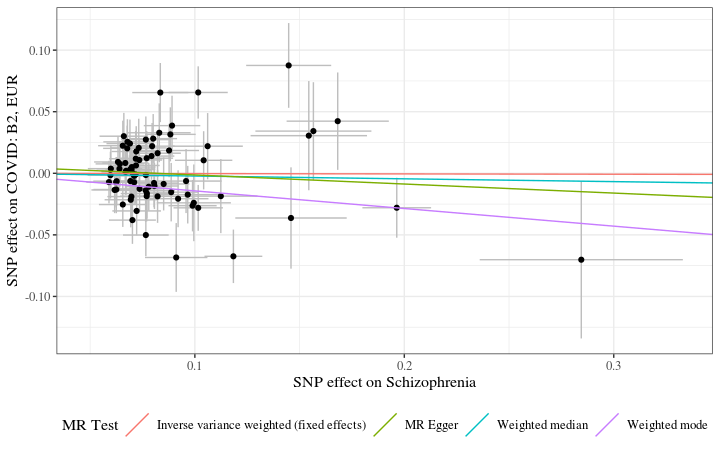 0.10
0.05
0.00
-0.05
-0.10
SNP effect on COVID: B2, EUR
0.1 0.2 0.3
SNP effect on Schizophrenia
MR Test Inverse variance weighted (fixed effects) MR Egger Weighted median Weighted mode